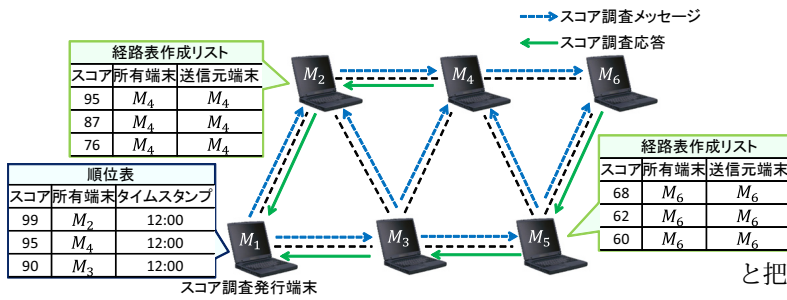 スコア調査メッセージ
スコア調査応答
経路表作成リスト
スコア 所有端末 送信元端末
95 M4 M4
87 M4 M4
76 M4 M4
M2
M4
M6
順位表
スコア 所有端末 タイムスタンプ
99 M2 12:00
95 M4 12:00
90 M3 12:00
M1
M3
M5
経路表作成リスト
スコア 所有端末 送信元端末
68 M6 M6
62 M6 M6
60 M6 M6
スコア調査発行端末
と把